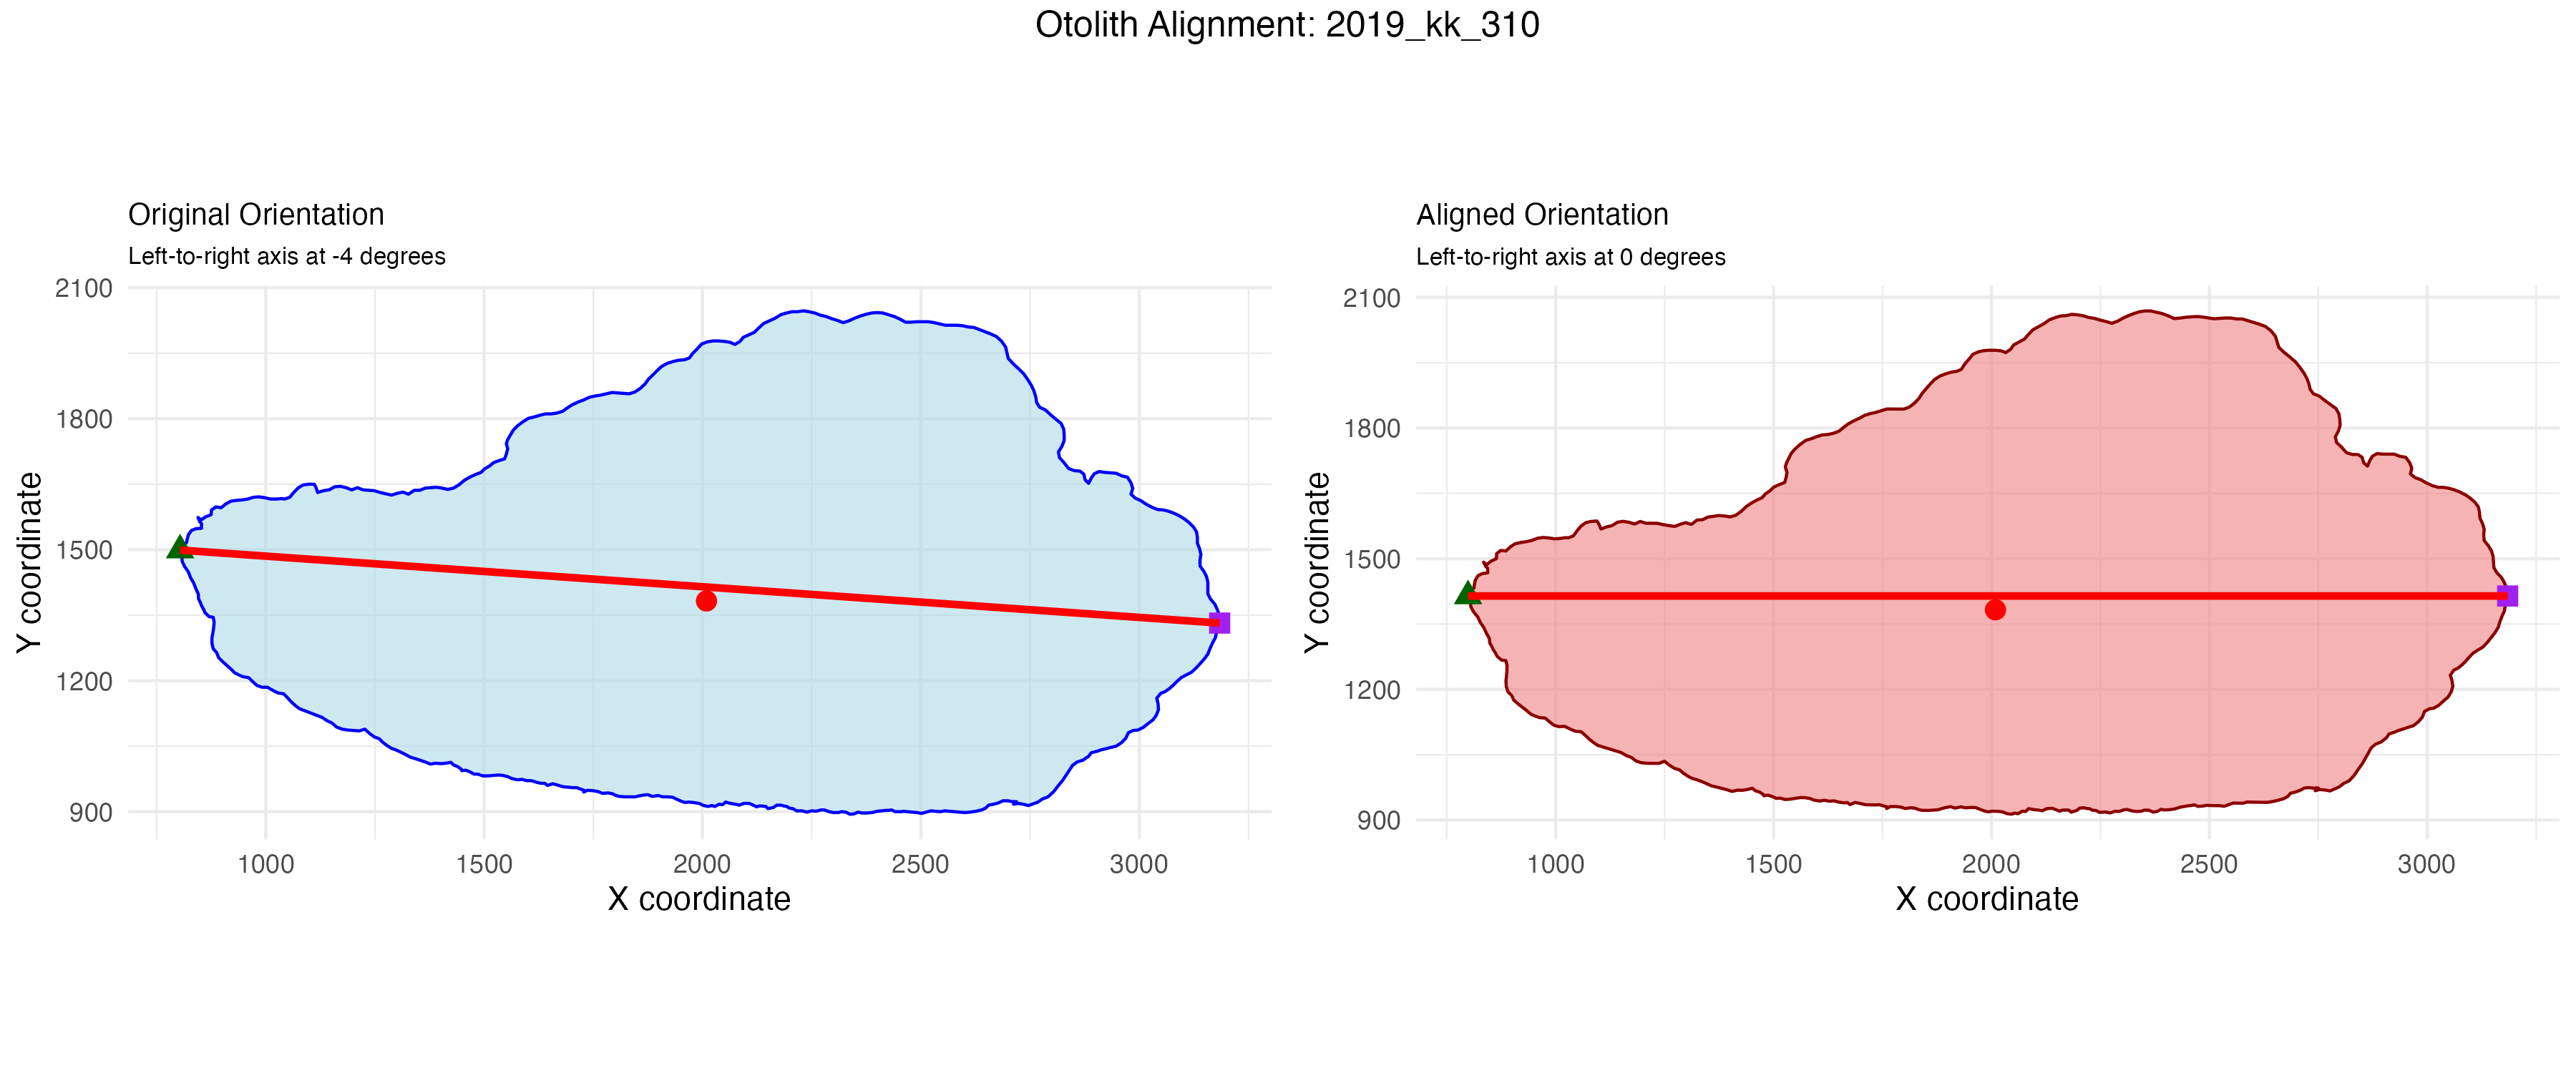 Otolith Alignment: 2019_kk_310
Original Orientation
Left-to-right axis at -4 degrees
2100
1800
1500
1200
900
Y coordinate
1000 1500 2000 2500 3000
X coordinate
Aligned Orientation
Left-to-right axis at 0 degrees
2100
1800
1500
1200
900
Y coordinate
1000 1500 2000 2500 3000
X coordinate